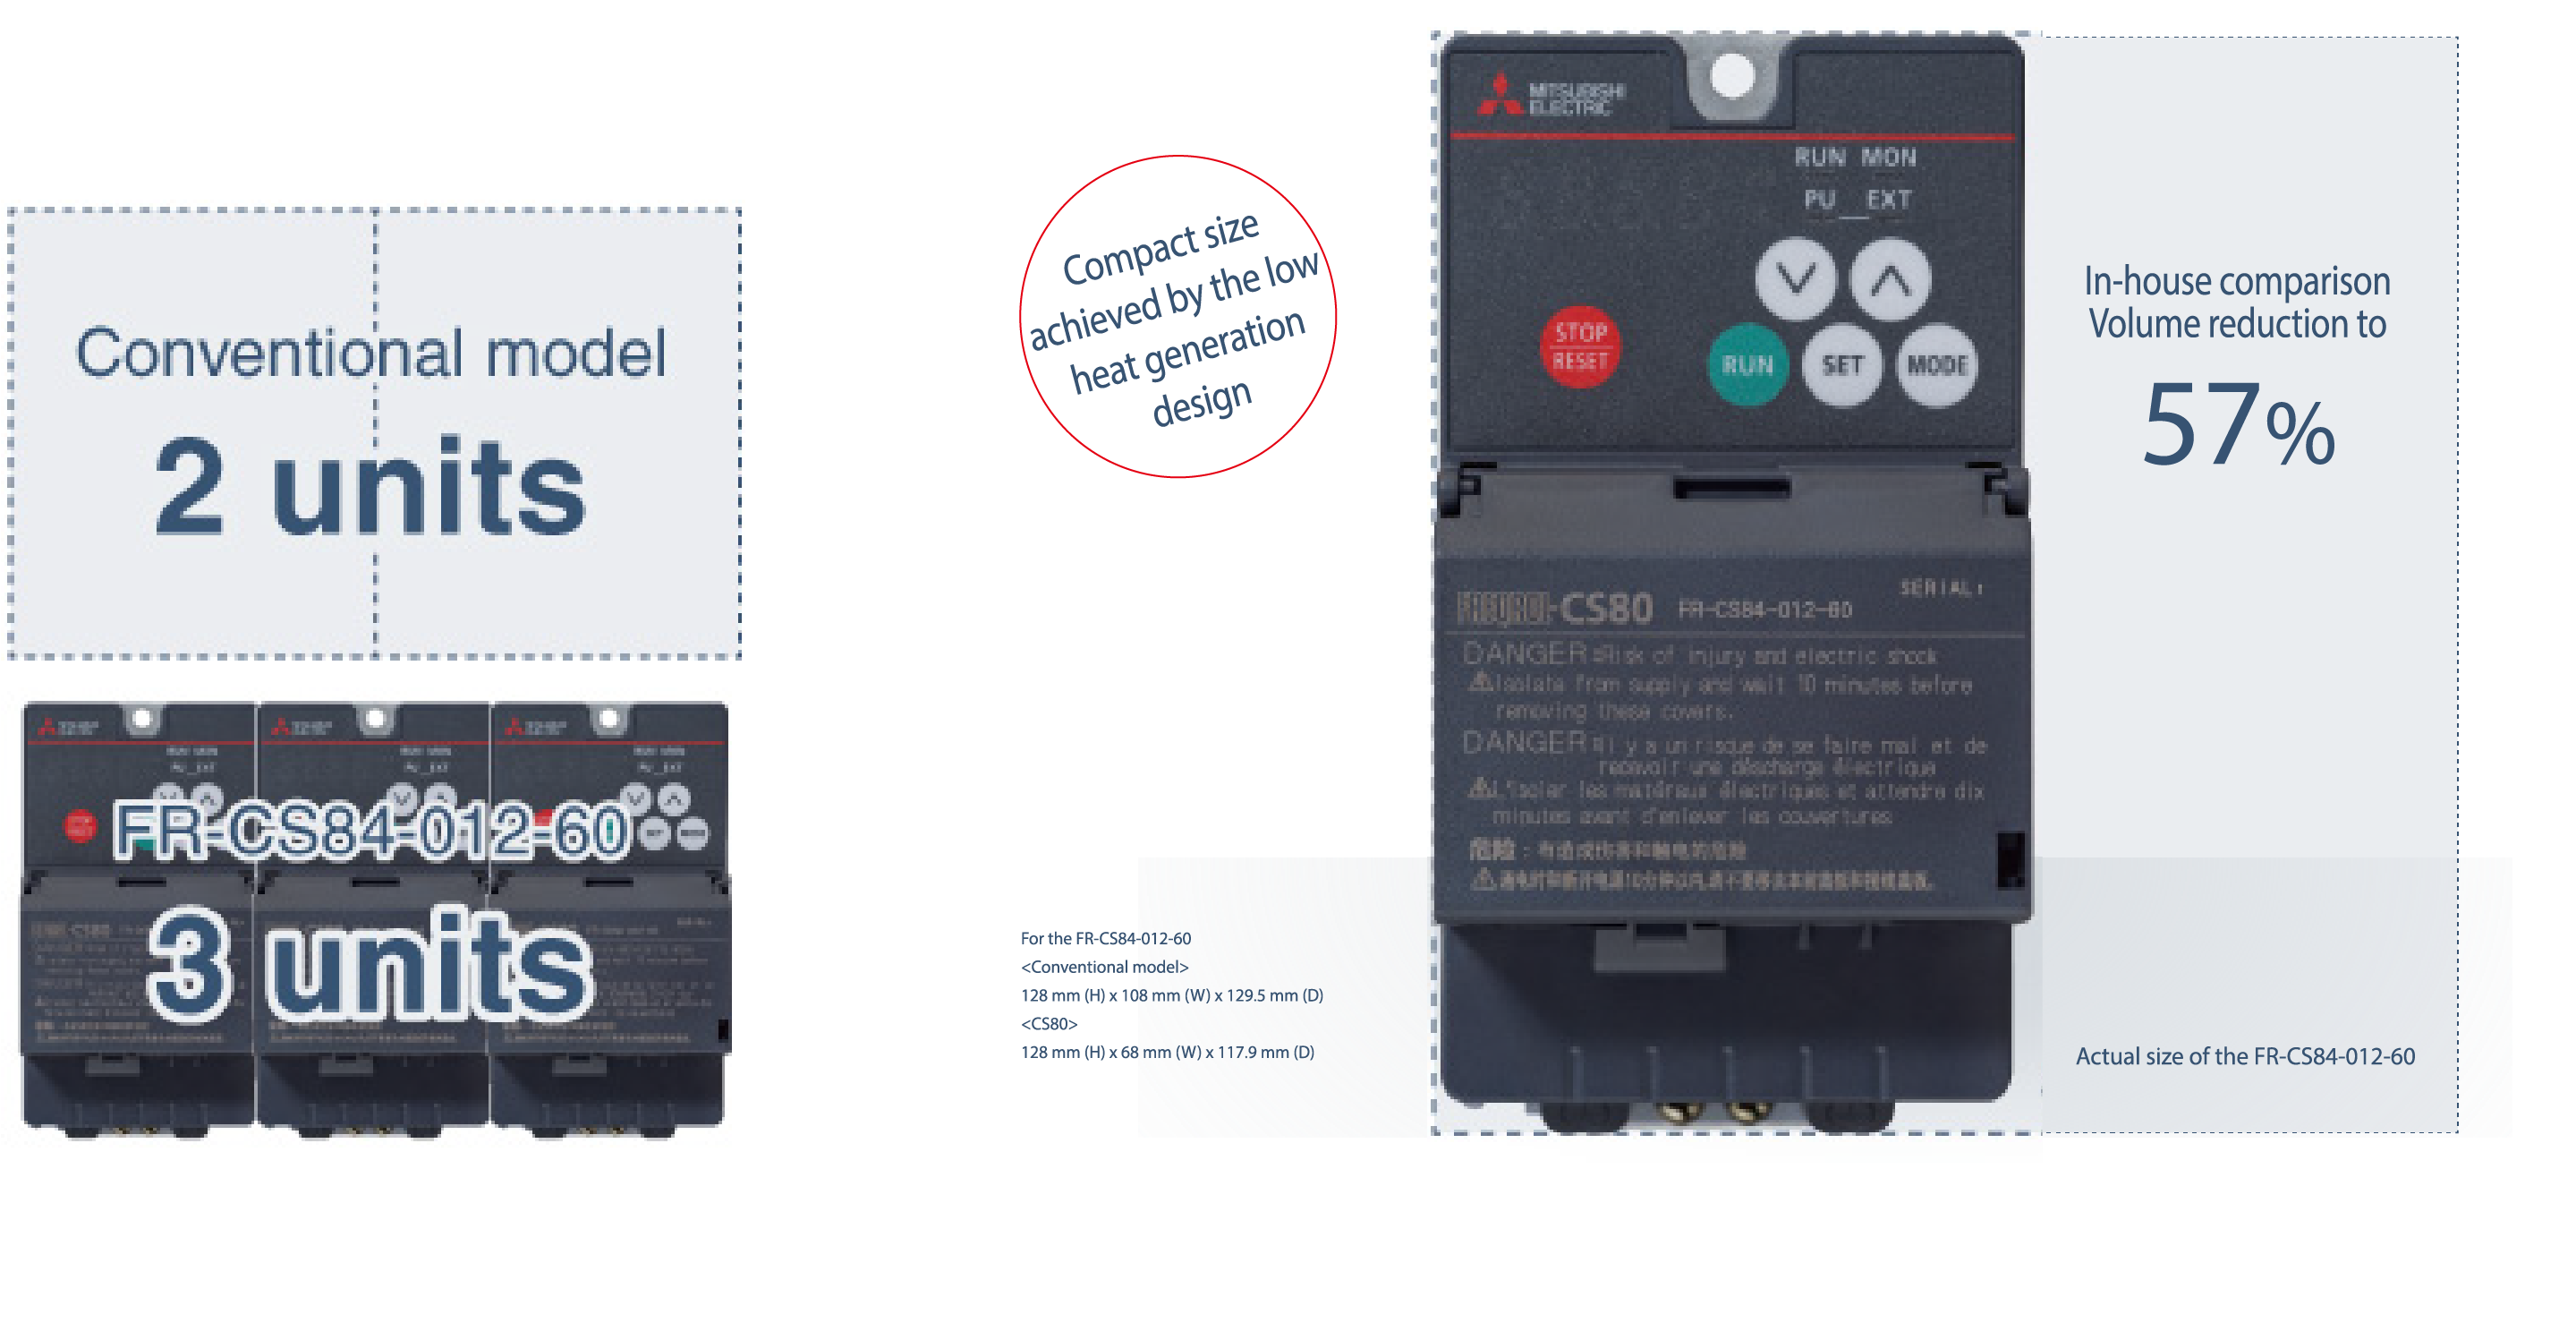 Conventional model
2 units
FR-CS84-012-60
3 units
Compact size
achieved by the low
heat generation
design
For the FR-CS84-012-60
<Conventional model>
128 mm (H) x 108 mm (W) x 129.5 mm (D)
<CS80>
128 mm (H) x 68 mm (W) x 117.9 mm (D)
MITSUBISHI
ELECTRIC
RUN MON
PU EXT
STOP
RESET
RUN SET MODE
-CS80 FR-CS84-012-60 SERIAL:
DANGER :Risk of injury and electric shock
Isolate from supply and wait 10 minutes before
removing these covers.
DANGER :Il y a un risque de se faire mal et de
recevoir une décharge électrique
L'isoler les matériaux électriques et attendre dix
minutes avant d'enlever les couvertures
危险：有造成伤害和触电的危险
In-house comparison
Volume reduction to
57%
Actual size of the FR-CS84-012-60